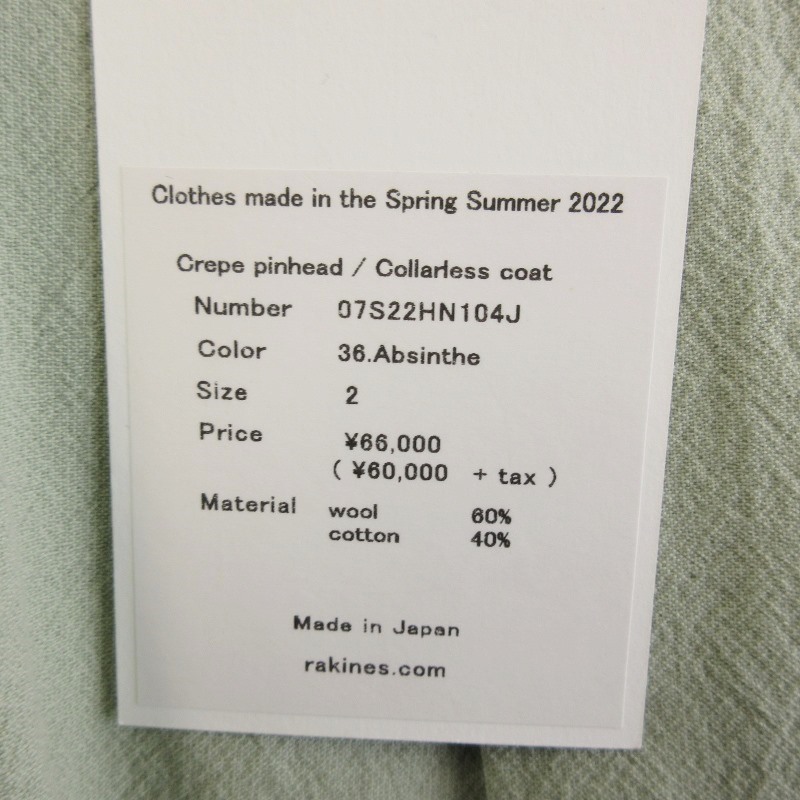 Clothes made in the Spring Summer 2022
Crepe pinhead / Collarless coat
Number 07S22HN104J
Color 36.Absinthe
Size 2
Price ¥66,000
( ¥60,000 + tax )
Material wool 60%
cotton 40%
Made in Japan
rakines.com